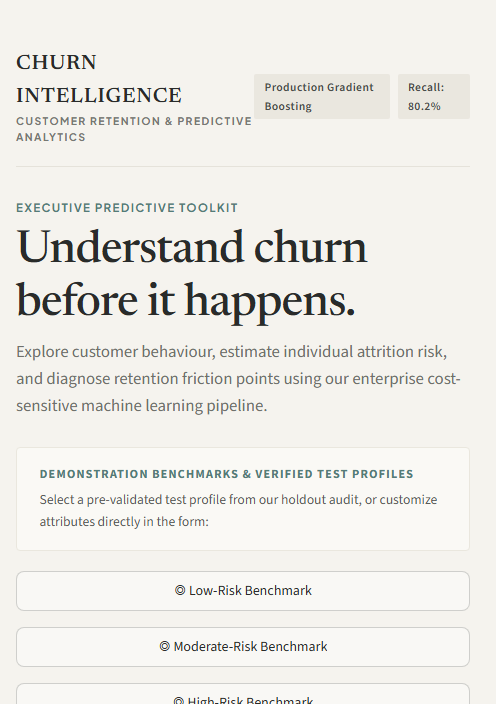 CHURN
INTELLIGENCE
CUSTOMER RETENTION & PREDICTIVE
ANALYTICS
Production Gradient
Boosting
Recall:
80.2%
EXECUTIVE PREDICTIVE TOOLKIT
Understand churn
before it happens.
Explore customer behaviour, estimate individual attrition risk,
and diagnose retention friction points using our enterprise cost-
sensitive machine learning pipeline.
DEMONSTRATION BENCHMARKS & VERIFIED TEST PROFILES
Select a pre-validated test profile from our holdout audit, or customize
attributes directly in the form:
Low-Risk Benchmark
Moderate-Risk Benchmark
High-Risk Benchmark